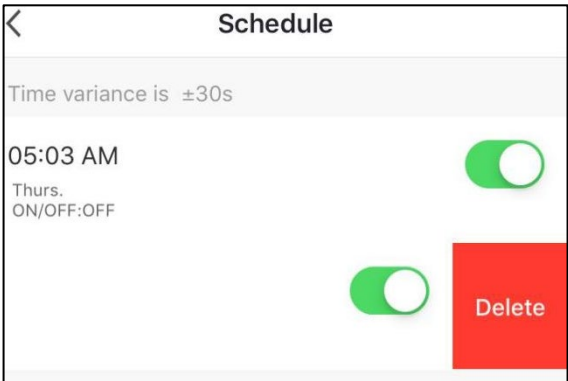 Schedule
Time variance is ±30s
05:03 AM
Thurs.
ON/OFF:OFF
Delete